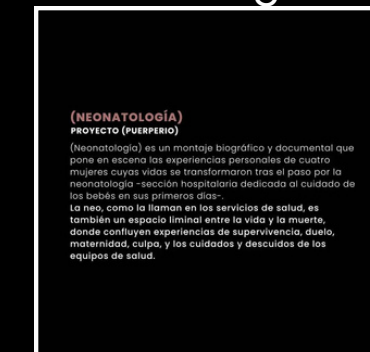 (NEONATOLOGÍA)
PROYECTO (PUERPERIO)
(Neonatología) es un montaje biográfico y documental que
pone en escena las experiencias personales de cuatro
mujeres cuyas vidas se transformaron tras el paso por la
neonatología -sección hospitalaria dedicada al cuidado de
los bebés en sus primeros días-.
La neo, como la llaman en los servicios de salud, es
también un espacio liminal entre la vida y la muerte,
donde confluyen experiencias de supervivencia, duelo,
maternidad, culpa, y los cuidados y descuidos de los
equipos de salud.